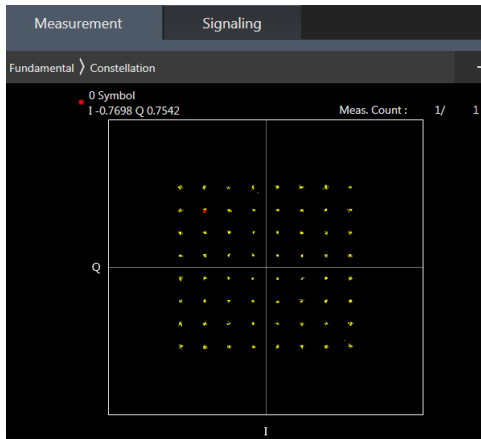 Measurement Signaling
Fundamental 〉 Constellation
0 Symbol
I -0.7698 Q 0.7542 Meas. Count : 1/ 1
Q
I